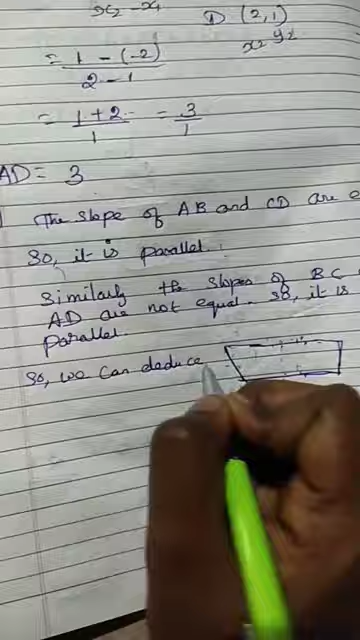 x₂ - x₁
D (2,1)
x₂ y₂
= 1 - (-2) / 2 - 1
= 1 + 2 / 1 = 3 / 1
AD = 3
The slope of AB and CD are e
So, it is parallel.
Similarly the slopes of BC
AD are not equal. So, it is
parallel.
So, we can deduce